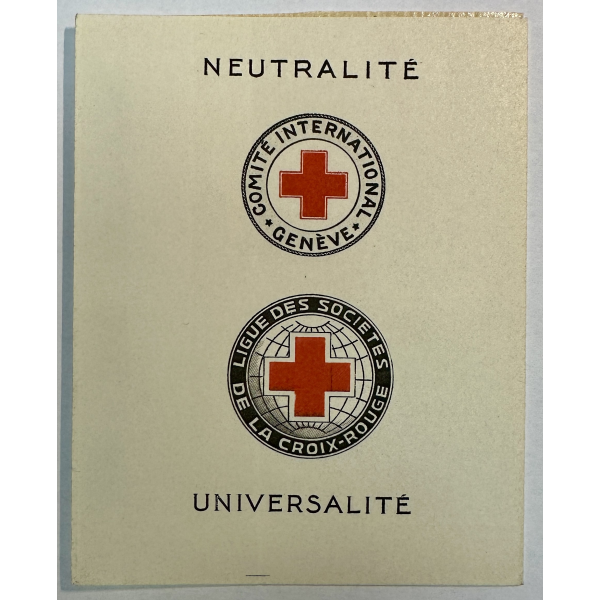 NEUTRALITÉ
COMITÉ INTERNATIONAL
★ GENÈVE ★
LIGUE DES SOCIETES
DE LA CROIX-ROUGE
UNIVERSALITÉ